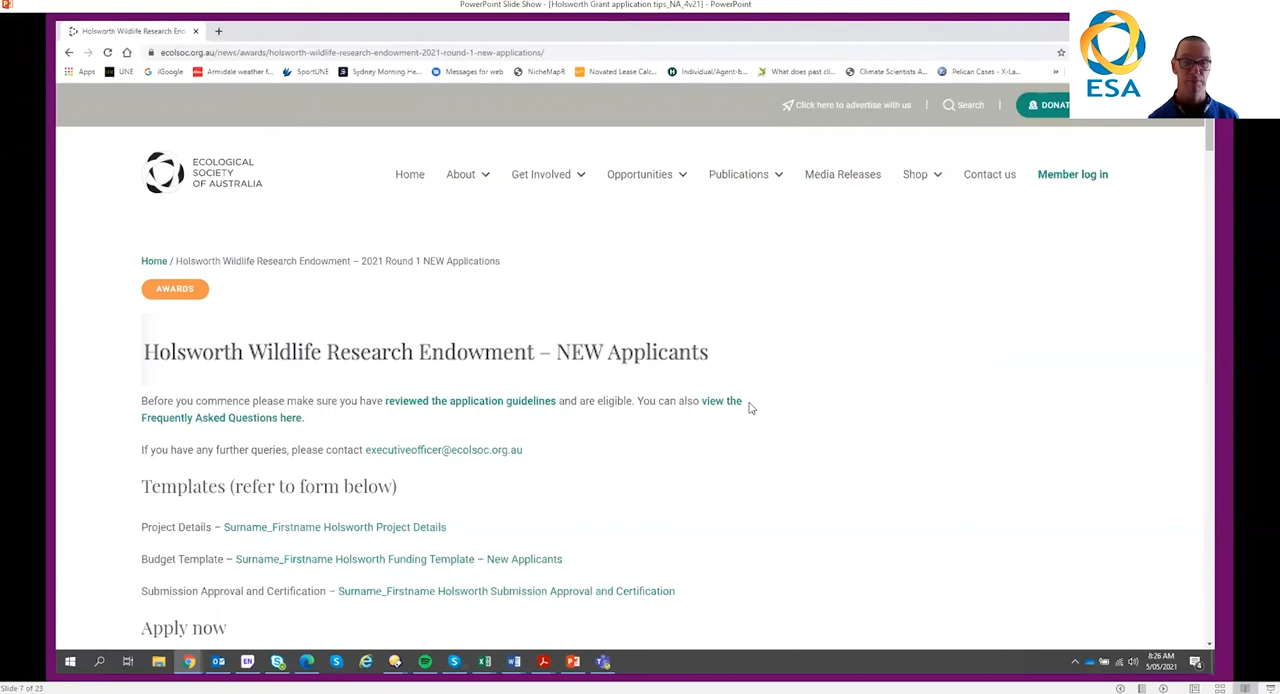 PowerPoint Slide Show - [Holsworth Grant application tips_NA_4v21] - PowerPoint
Holsworth Wildlife Research End
ecolsoc.org.au/news/awards/holsworth-wildlife-research-endowment-2021-round-1-new-applications/
Apps UNE iGoogle Armidale weather f... SportUNE Sydney Morning He... Messages for web NicheMapR Novated Lease Calc... Individual/Agent-b... What does past cli... Climate Scientists A... Pelican Cases - X-La... »
ESA
Click here to advertise with us | Search | DONAT
ECOLOGICAL
SOCIETY
OF AUSTRALIA
Home About Get Involved Opportunities Publications Media Releases Shop Contact us Member log in
Home / Holsworth Wildlife Research Endowment – 2021 Round 1 NEW Applications
AWARDS
Holsworth Wildlife Research Endowment – NEW Applicants
Before you commence please make sure you have reviewed the application guidelines and are eligible. You can also view the
Frequently Asked Questions here.
If you have any further queries, please contact executiveofficer@ecolsoc.org.au
Templates (refer to form below)
Project Details – Surname_Firstname Holsworth Project Details
Budget Template – Surname_Firstname Holsworth Funding Template – New Applicants
Submission Approval and Certification – Surname_Firstname Holsworth Submission Approval and Certification
Apply now
8:26 AM
5/05/2021
Slide 7 of 23